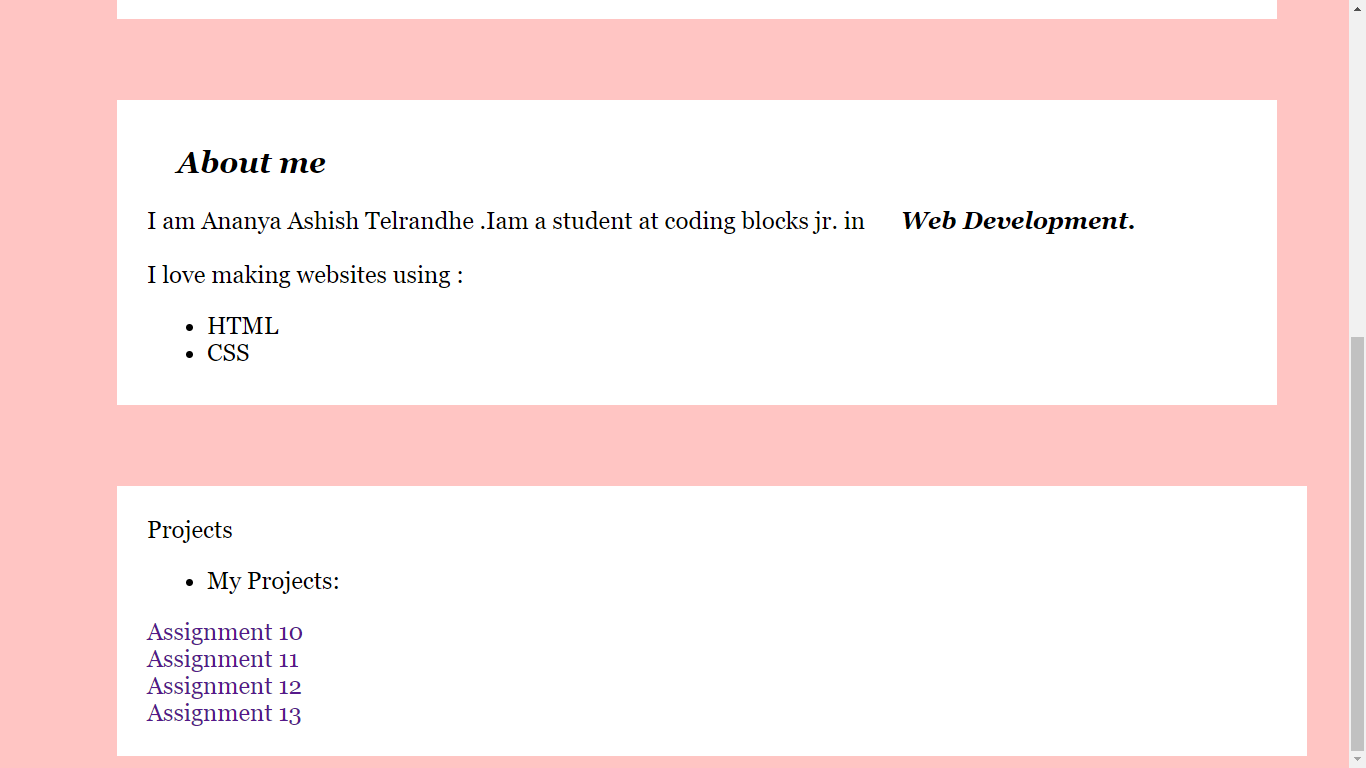 About me
I am Ananya Ashish Telrandhe .Iam a student at coding blocks jr. in Web Development.
I love making websites using :
• HTML
• CSS
Projects
• My Projects:
Assignment 10
Assignment 11
Assignment 12
Assignment 13